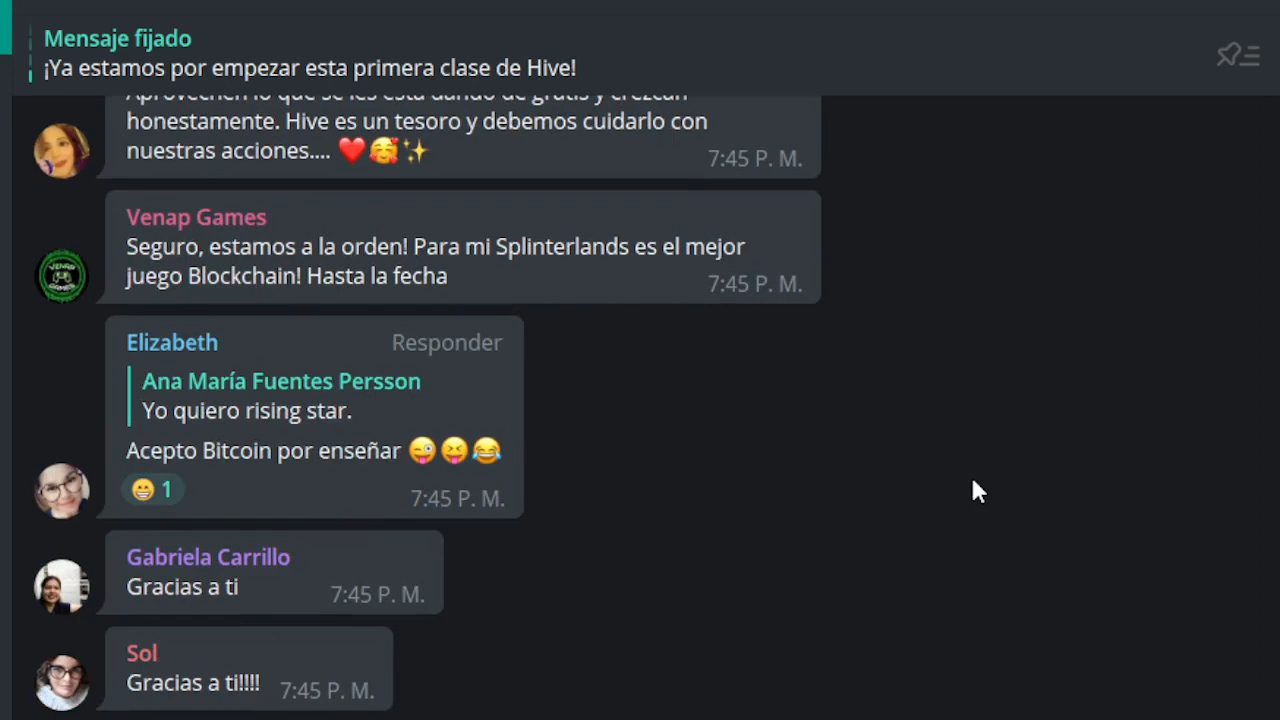 Mensaje fijado
¡Ya estamos por empezar esta primera clase de Hive!
Aprovechen lo que se les está dando de gratis y crezcan
honestamente. Hive es un tesoro y debemos cuidarlo con
nuestras acciones.... ❤️🥰✨
7:45 P. M.
Venap Games
Seguro, estamos a la orden! Para mi Splinterlands es el mejor
juego Blockchain! Hasta la fecha
7:45 P. M.
VENAP
GAMES
Elizabeth
Responder
Ana María Fuentes Persson
Yo quiero rising star.
Acepto Bitcoin por enseñar 😜😝😂
😁 1
7:45 P. M.
Gabriela Carrillo
Gracias a ti
7:45 P. M.
Sol
Gracias a ti!!!!
7:45 P. M.